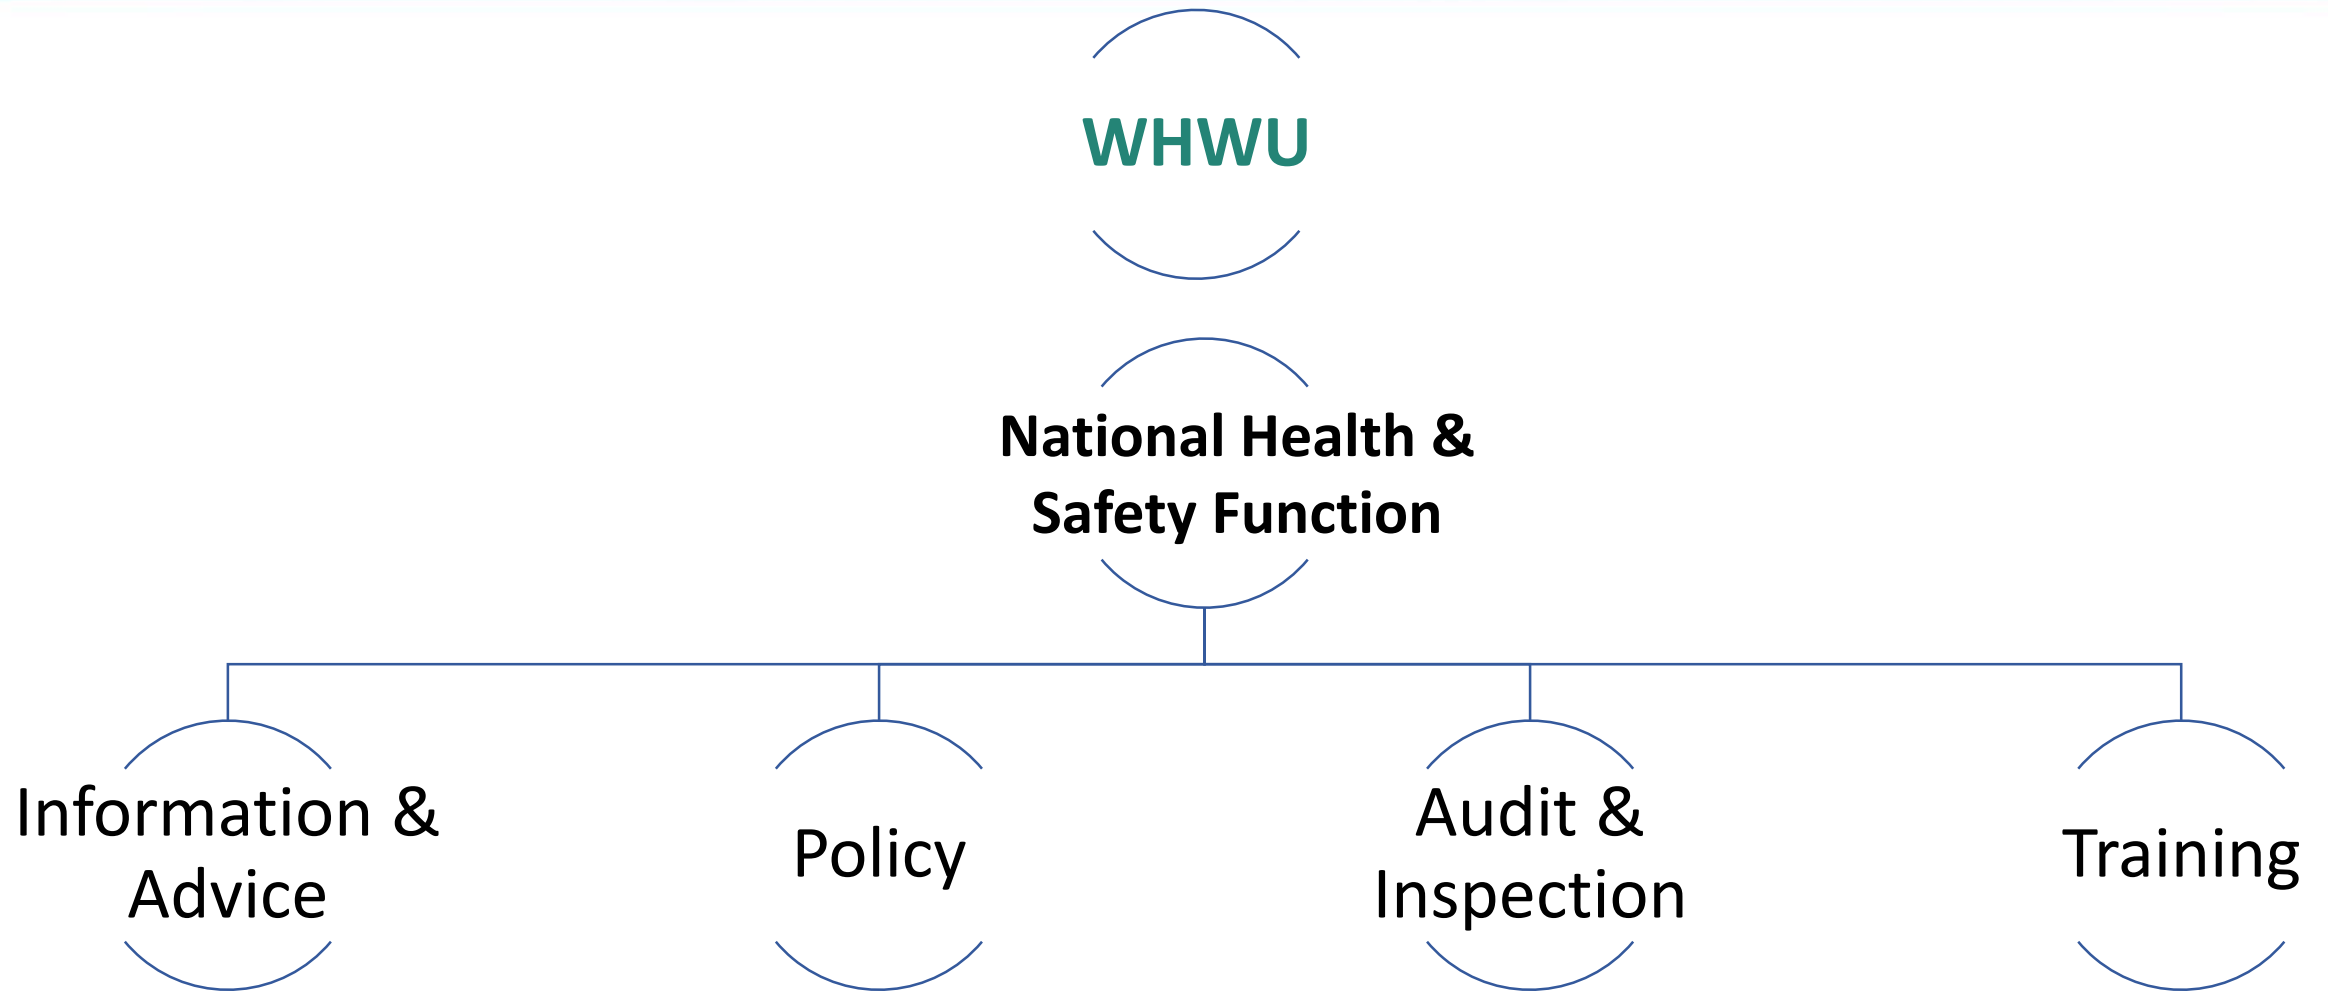 WHWU
National Health &
Safety Function
Information &
Advice
Policy
Audit &
Inspection
Training